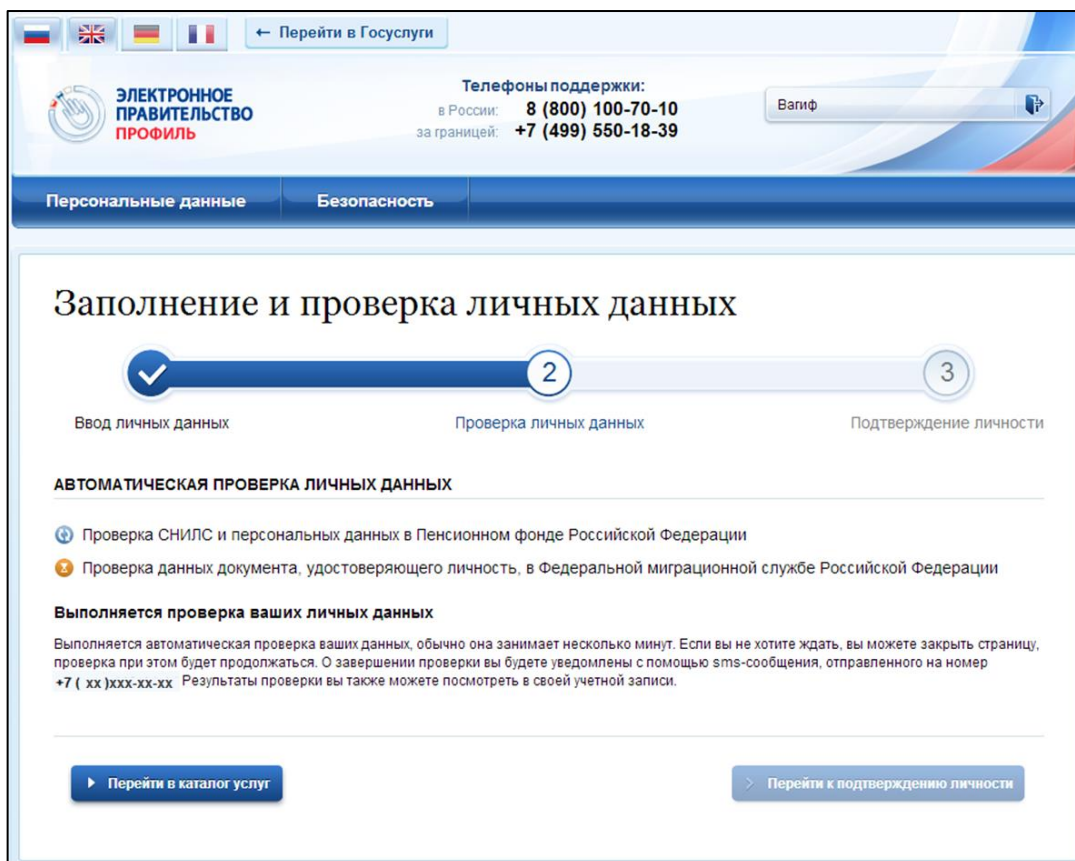 ← Перейти в Госуслуги
ЭЛЕКТРОННОЕ
ПРАВИТЕЛЬСТВО
ПРОФИЛЬ
Телефоны поддержки:
в России: 8 (800) 100-70-10
за границей: +7 (499) 550-18-39
Вагиф
Персональные данные Безопасность
Заполнение и проверка личных данных
2 3
Ввод личных данных Проверка личных данных Подтверждение личности
АВТОМАТИЧЕСКАЯ ПРОВЕРКА ЛИЧНЫХ ДАННЫХ
Проверка СНИЛС и персональных данных в Пенсионном фонде Российской Федерации
Проверка данных документа, удостоверяющего личность, в Федеральной миграционной службе Российской Федерации
Выполняется проверка ваших личных данных
Выполняется автоматическая проверка ваших данных, обычно она занимает несколько минут. Если вы не хотите ждать, вы можете закрыть страницу,
проверка при этом будет продолжаться. О завершении проверки вы будете уведомлены с помощью sms-сообщения, отправленного на номер
+7 ( xx )xxx-xx-xx Результаты проверки вы также можете посмотреть в своей учетной записи.
Перейти в каталог услуг Перейти к подтверждению личности